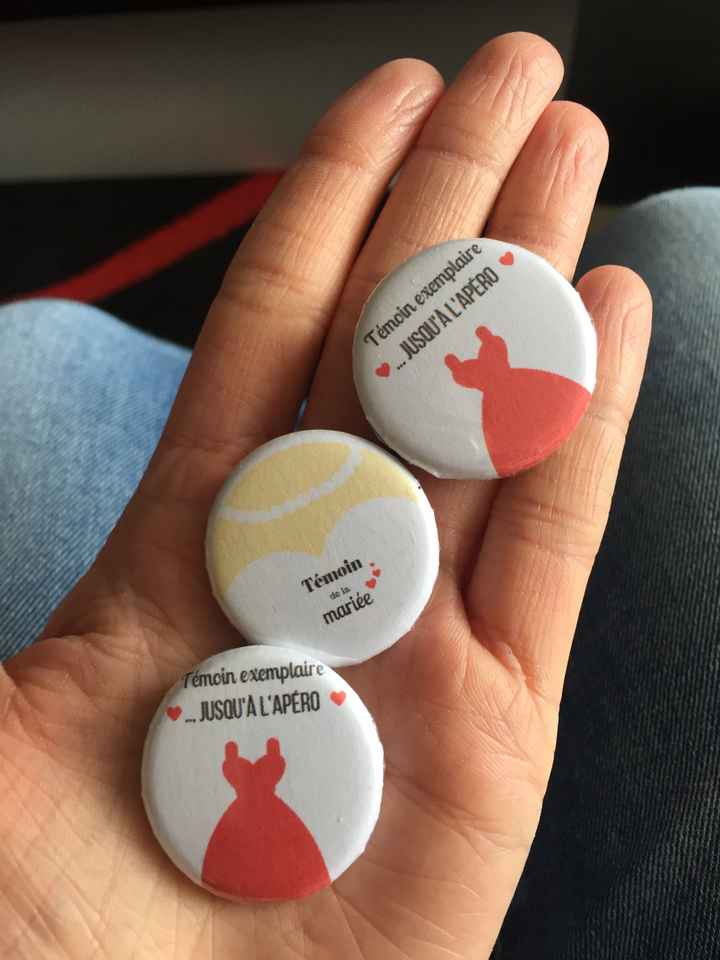 Témoin exemplaire
...JUSQU'À L'APÉRO
Témoin
de la
mariée
Témoin exemplaire
... JUSQU'À L'APÉRO